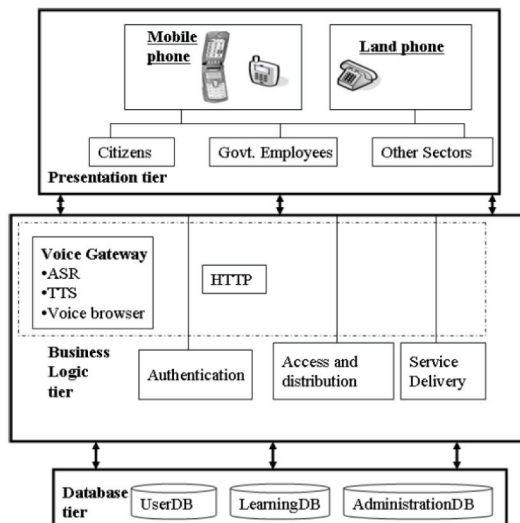 Mobile
phone
Land phone
Citizens
Govt. Employees
Other Sectors
Presentation tier
Voice Gateway
•ASR
•TTS
•Voice browser
HTTP
Business
Logic
tier
Authentication
Access and
distribution
Service
Delivery
Database
tier
UserDB
LearningDB
AdministrationDB